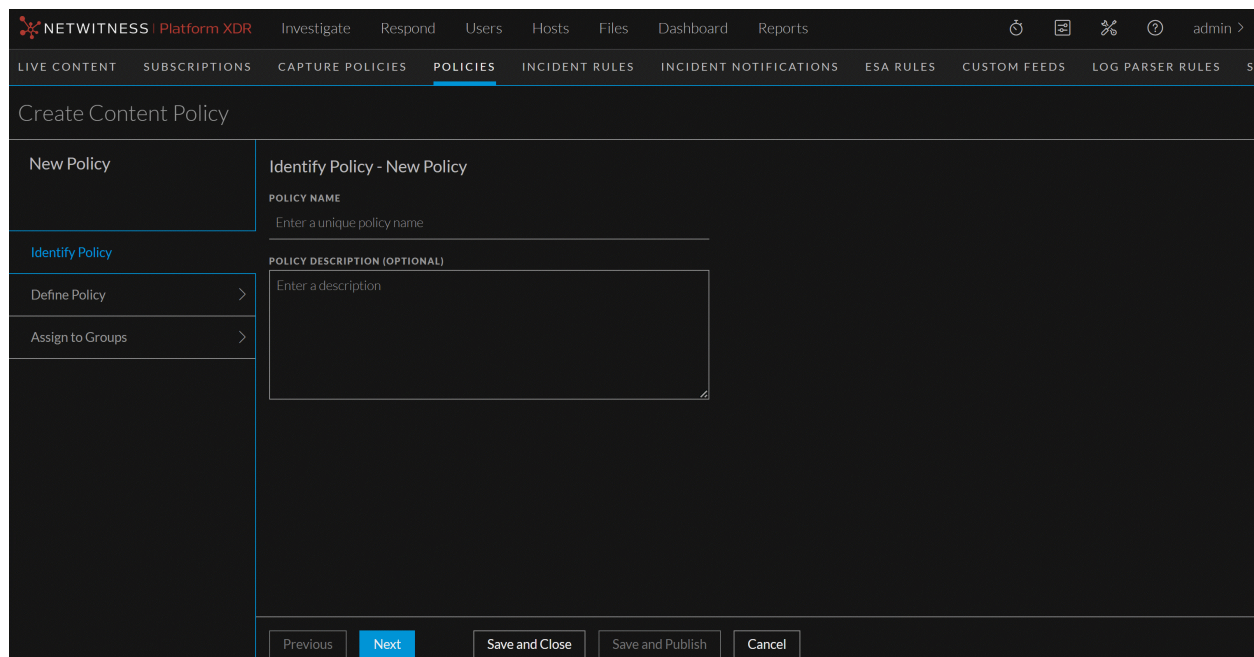 NETWITNESS Platform XDR Investigate Respond Users Hosts Files Dashboard Reports admin >
LIVE CONTENT SUBSCRIPTIONS CAPTURE POLICIES POLICIES INCIDENT RULES INCIDENT NOTIFICATIONS ESA RULES CUSTOM FEEDS LOG PARSER RULES S
Create Content Policy
New Policy
Identify Policy
Define Policy
Assign to Groups
Identify Policy - New Policy
POLICY NAME
Enter a unique policy name
POLICY DESCRIPTION (OPTIONAL)
Enter a description
Previous Next Save and Close Save and Publish Cancel